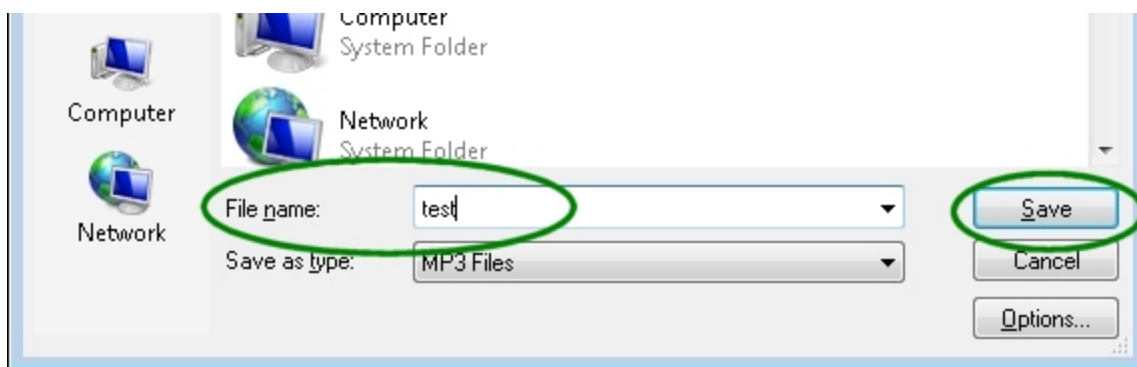 Computer
System Folder
Computer
Network
System Folder
Network
File name: test Save
Save as type: MP3 Files Cancel
Options...